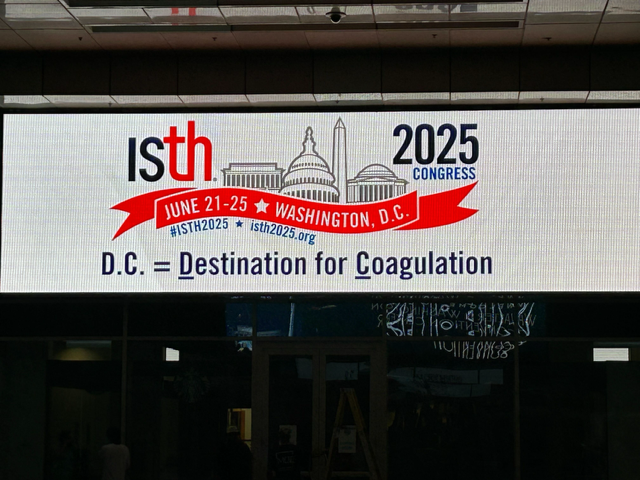 ISth
2025
CONGRESS
JUNE 21-25 ★ WASHINGTON, D.C.
#ISTH2025 ★ isth2025.org
D.C. = Destination for Coagulation